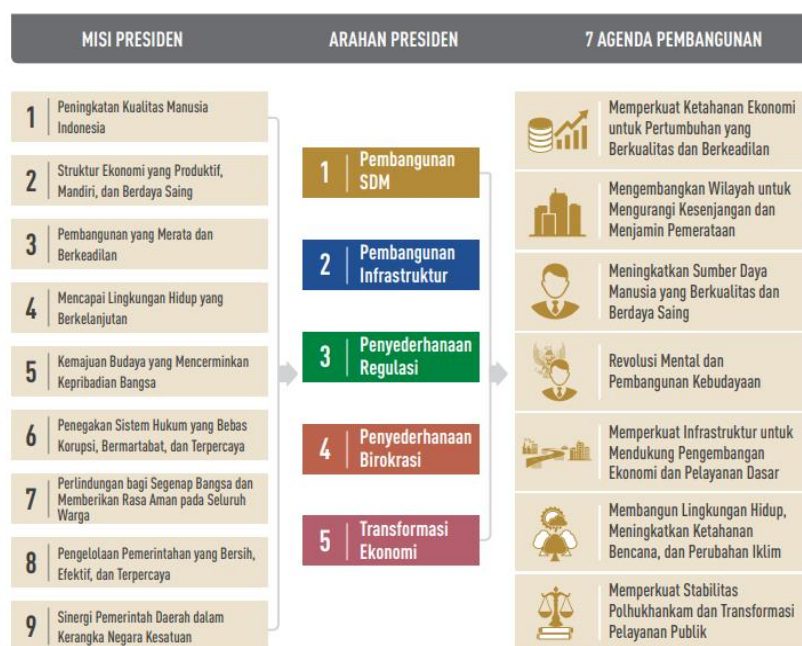 MISI PRESIDEN
ARAHAN PRESIDEN
7 AGENDA PEMBANGUNAN
1
Peningkatan Kualitas Manusia
Indonesia
2
Struktur Ekonomi yang Produktif,
Mandiri, dan Berdaya Saing
3
Pembangunan yang Merata dan
Berkeadilan
4
Mencapai Lingkungan Hidup yang
Berkelanjutan
5
Kemajuan Budaya yang Mencerminkan
Kepribadian Bangsa
6
Penegakan Sistem Hukum yang Bebas
Korupsi, Bermartabat, dan Terpercaya
7
Perlindungan bagi Segenap Bangsa dan
Memberikan Rasa Aman pada Seluruh
Warga
8
Pengelolaan Pemerintahan yang Bersih,
Efektif, dan Terpercaya
9
Sinergi Pemerintah Daerah dalam
Kerangka Negara Kesatuan
1
Pembangunan
SDM
2
Pembangunan
Infrastruktur
3
Penyederhanaan
Regulasi
4
Penyederhanaan
Birokrasi
5
Transformasi
Ekonomi
Memperkuat Ketahanan Ekonomi
untuk Pertumbuhan yang
Berkualitas dan Berkeadilan
Mengembangkan Wilayah untuk
Mengurangi Kesenjangan dan
Menjamin Pemerataan
Meningkatkan Sumber Daya
Manusia yang Berkualitas dan
Berdaya Saing
Revolusi Mental dan
Pembangunan Kebudayaan
Memperkuat Infrastruktur untuk
Mendukung Pengembangan
Ekonomi dan Pelayanan Dasar
Membangun Lingkungan Hidup,
Meningkatkan Ketahanan
Bencana, dan Perubahan Iklim
Memperkuat Stabilitas
Polhukhankam dan Transformasi
Pelayanan Publik